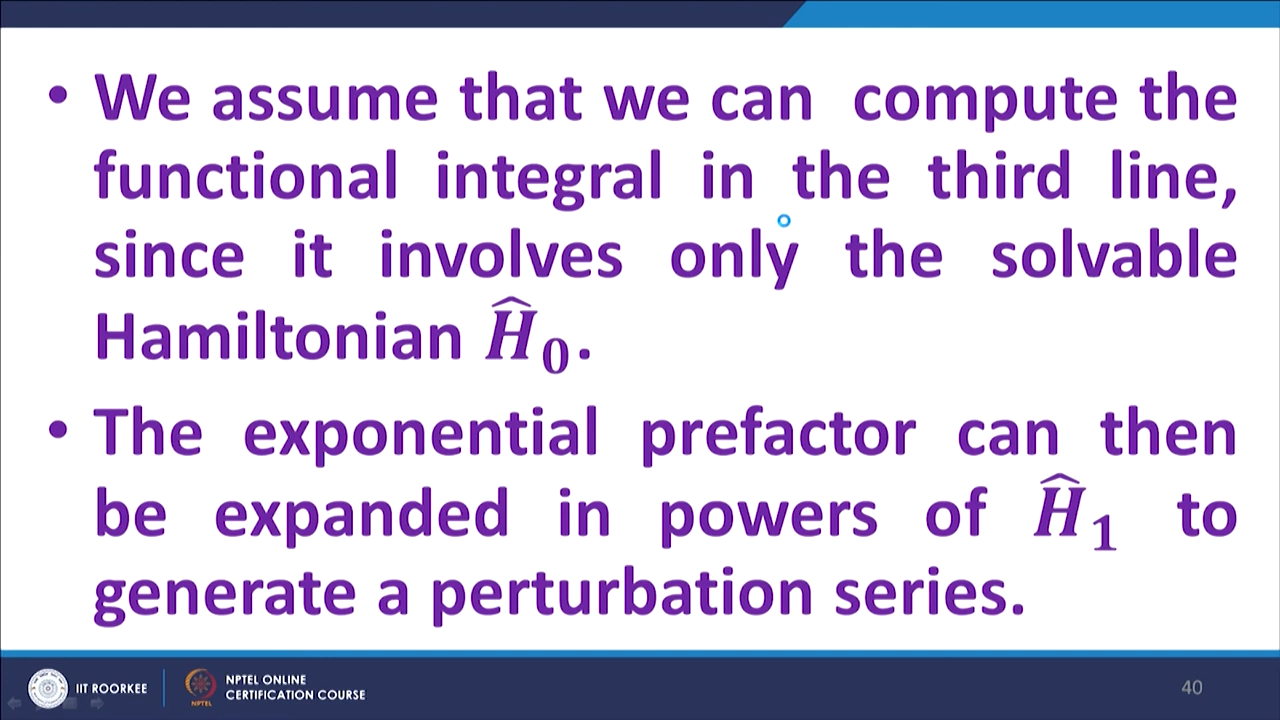 • We assume that we can compute the
functional integral in the third line,
since it involves only the solvable
Hamiltonian Ĥ₀.
• The exponential prefactor can then
be expanded in powers of Ĥ₁ to
generate a perturbation series.
IIT ROORKEE
NPTEL
NPTEL ONLINE
CERTIFICATION COURSE
40